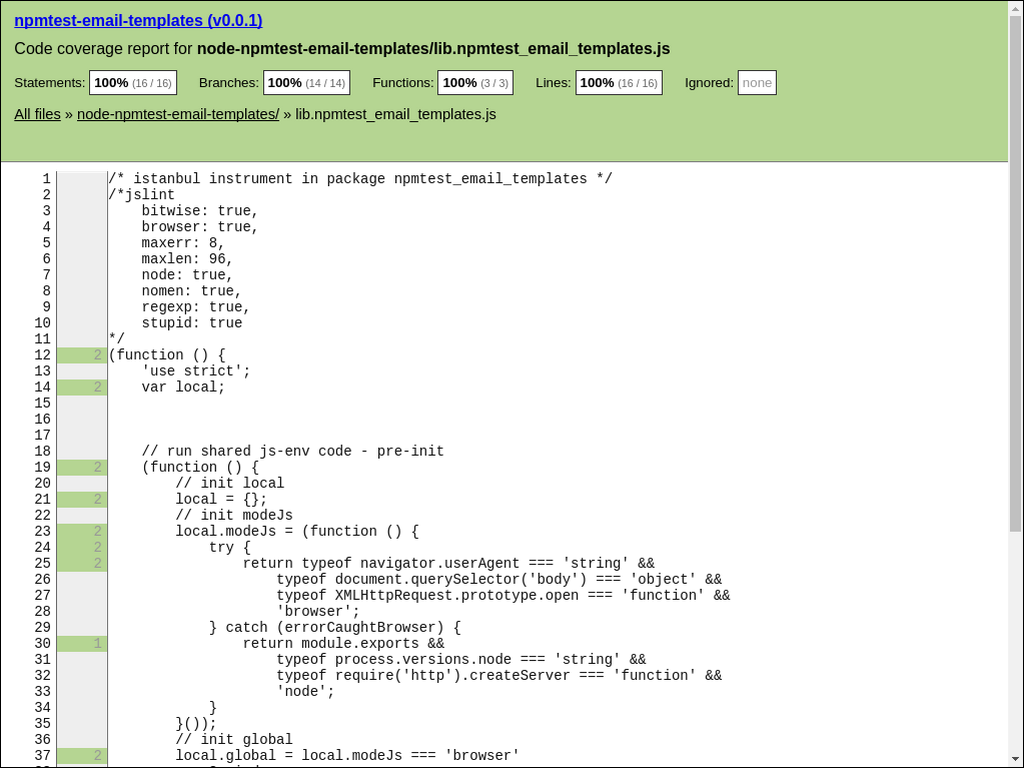 npmtest-email-templates (v0.0.1)
Code coverage report for node-npmtest-email-templates/lib.npmtest_email_templates.js
Statements: 100% (16 / 16) Branches: 100% (14 / 14) Functions: 100% (3 / 3) Lines: 100% (16 / 16) Ignored: none
All files » node-npmtest-email-templates/ » lib.npmtest_email_templates.js
1 /* istanbul instrument in package npmtest_email_templates */
2 /*jslint
3     bitwise: true,
4     browser: true,
5     maxerr: 8,
6     maxlen: 96,
7     node: true,
8     nomen: true,
9     regexp: true,
10     stupid: true
11 */
12 2 (function () {
13     'use strict';
14 2     var local;
15
16
17
18     // run shared js-env code - pre-init
19 2     (function () {
20         // init local
21 2         local = {};
22         // init modeJs
23 2         local.modeJs = (function () {
24 2             try {
25 2                 return typeof navigator.userAgent === 'string' &&
26                     typeof document.querySelector('body') === 'object' &&
27                     typeof XMLHttpRequest.prototype.open === 'function' &&
28                     'browser';
29             } catch (errorCaughtBrowser) {
30 1                 return module.exports &&
31                     typeof process.versions.node === 'string' &&
32                     typeof require('http').createServer === 'function' &&
33                     'node';
34             }
35         }());
36         // init global
37 2         local.global = local.modeJs === 'browser'